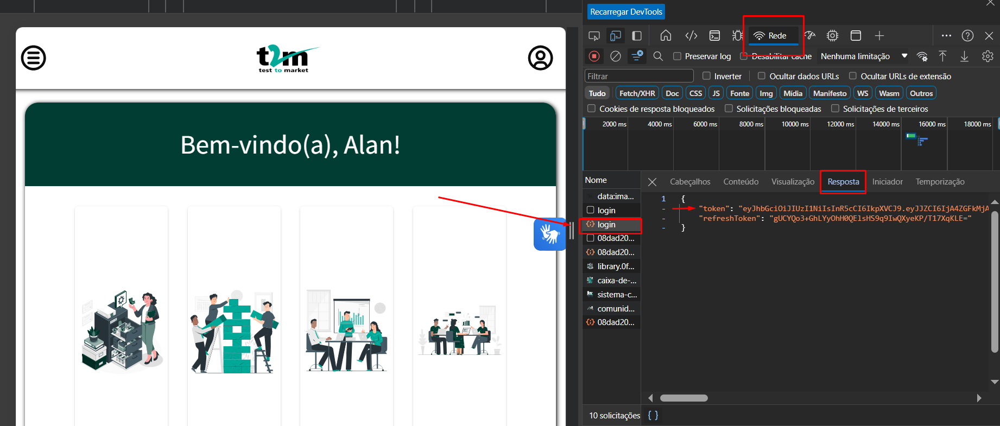 t2m
test to market
Bem-vindo(a), Alan!
Recarregar DevTools
Rede
Preservar log
Desabilitar cache
Nenhuma limitação
Filtrar
Inverter
Ocultar dados URLs
Ocultar URLs de extensão
Tudo
Fetch/XHR
Doc
CSS
JS
Fonte
Img
Mídia
Manifesto
WS
Wasm
Outros
Cookies de resposta bloqueados
Solicitações bloqueadas
Solicitações de terceiros
2000 ms
4000 ms
6000 ms
8000 ms
10000 ms
12000 ms
14000 ms
16000 ms
18000 ms
Nome
data:ima...
login
login
08dad20...
08dad20...
library.0f...
caixa-de-...
sistema-c...
comunid...
08dad20...
10 solicitações
Cabeçalhos
Conteúdo
Visualização
Resposta
Iniciador
Temporização
1 {
- "token": "eyJhbGciOiJIUzI1NiIsInR5cCI6IkpXVCJ9.eyJJZCI6IjA4ZGFkMjA
- "refreshToken": "gUCYQo3+GhLYyOhH0QElsHS9q9IwQXyeKP/T17XqKLE="
- }
{ }